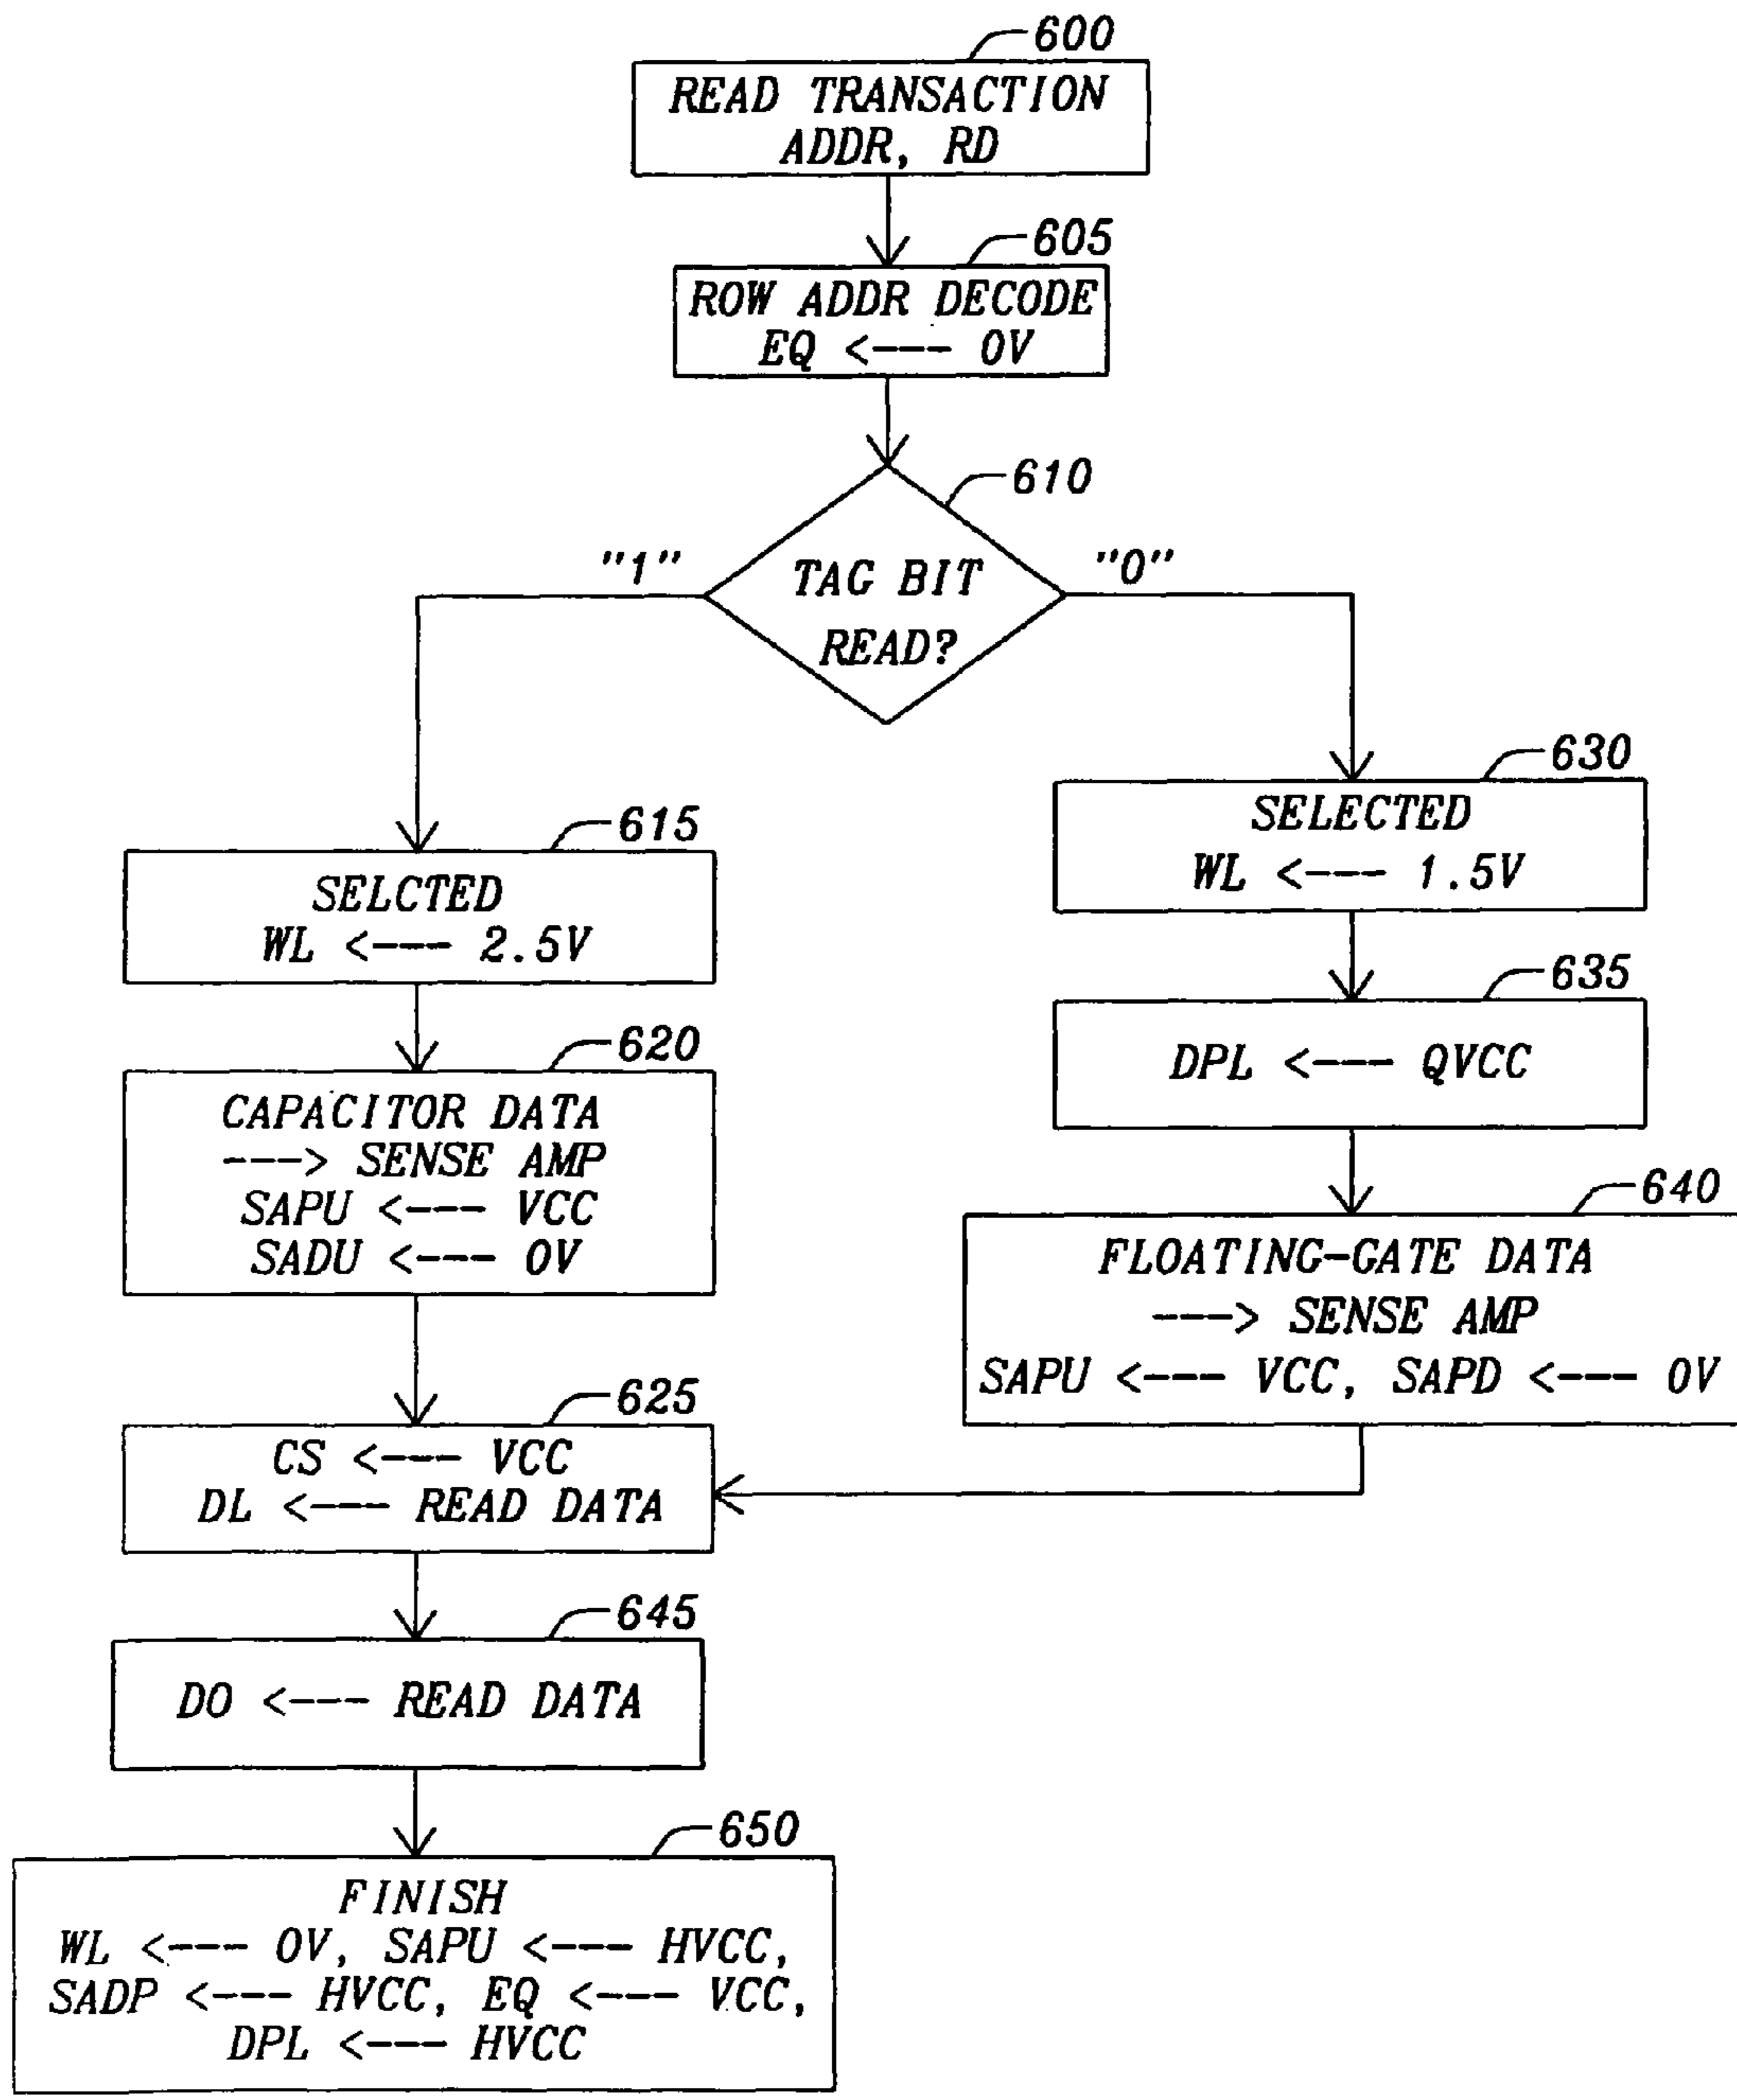 600
READ TRANSACTION
ADDR, RD
605
ROW ADDR DECODE
EQ <--- 0V
610
"1"
TAG BIT
READ?
"0"
615
SELCTED
WL <--- 2.5V
620
CAPACITOR DATA
---> SENSE AMP
SAPU <--- VCC
SADU <--- 0V
630
SELECTED
WL <--- 1.5V
635
DPL <--- QVCC
640
FLOATING-GATE DATA
---> SENSE AMP
SAPU <--- VCC, SAPD <--- 0V
625
CS <--- VCC
DL <--- READ DATA
645
DO <--- READ DATA
650
FINISH
WL <--- 0V, SAPU <--- HVCC,
SADP <--- HVCC, EQ <--- VCC,
DPL <--- HVCC